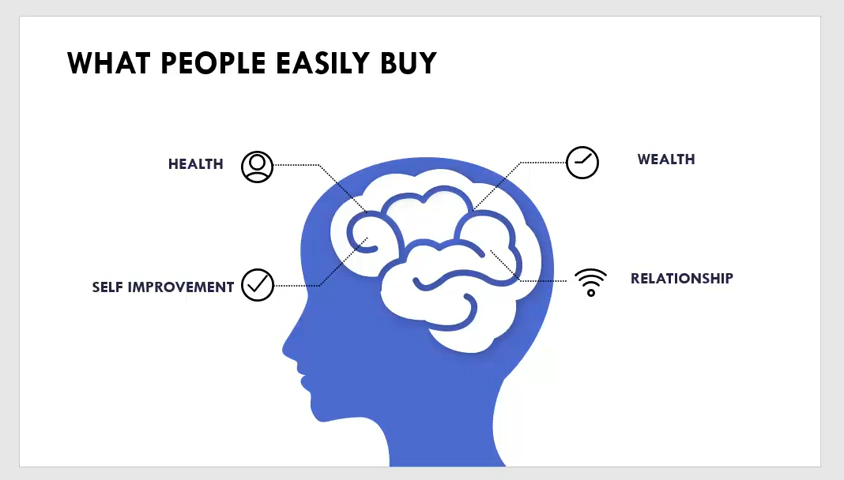 WHAT PEOPLE EASILY BUY
HEALTH
WEALTH
SELF IMPROVEMENT
RELATIONSHIP